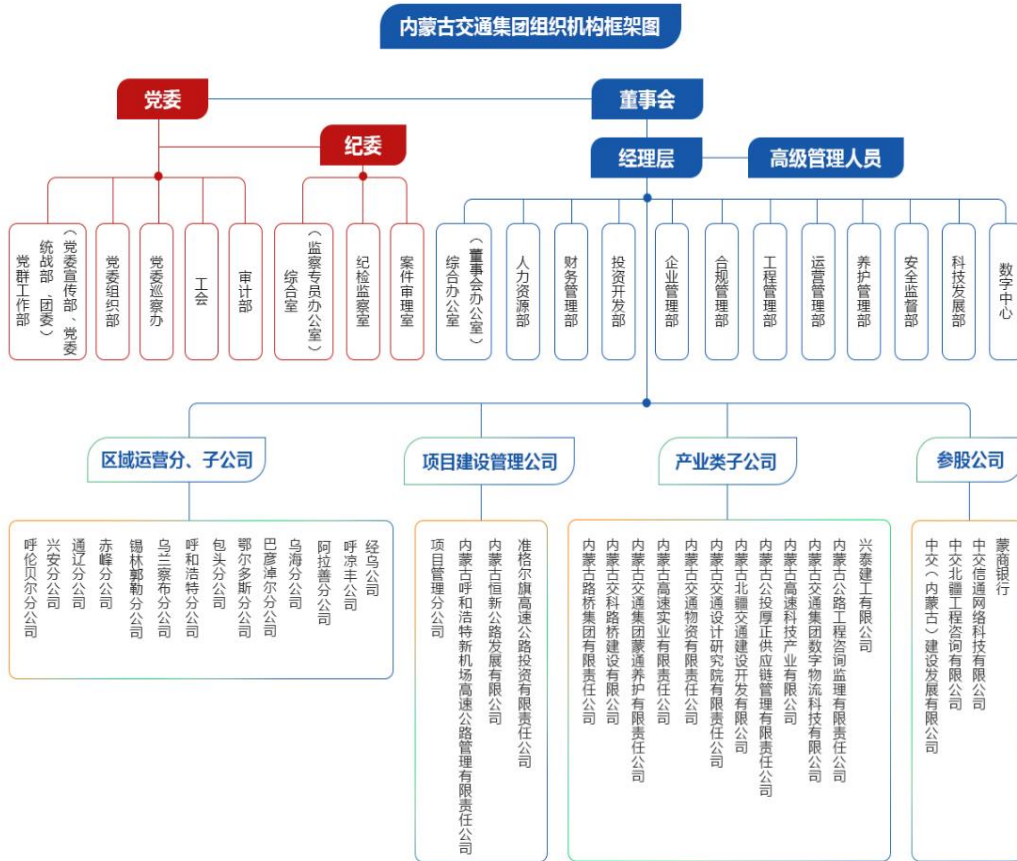 内蒙古交通集团组织机构框架图
党委
董事会
纪委
经理层
高级管理人员
党群工作部
（党委宣传部、党委
统战部、团委）
党委组织部
党委巡察办
工会
审计部
综合室
（监察专员办公室）
纪检监察室
案件审理室
综合办公室
（董事会办公室）
人力资源部
财务管理部
投资开发部
企业管理部
合规管理部
工程管理部
运营管理部
养护管理部
安全监督部
科技发展部
数字中心
区域运营分、子公司
项目建设管理公司
产业类子公司
参股公司
呼伦贝尔分公司
兴安分公司
通辽分公司
赤峰分公司
锡林郭勒分公司
乌兰察布分公司
呼和浩特分公司
包头分公司
鄂尔多斯分公司
巴彦淖尔分公司
乌海分公司
阿拉善分公司
呼凉丰公司
经乌公司
项目管理分公司
内蒙古呼和浩特新机场高速公路管理有限责任公司
内蒙古恒新公路发展有限公司
准格尔旗高速公路投资有限责任公司
内蒙古路桥集团有限责任公司
内蒙古交科路桥建设有限公司
内蒙古交通集团蒙通养护有限责任公司
内蒙古高速实业有限责任公司
内蒙古交通物资有限责任公司
内蒙古交通设计研究院有限责任公司
内蒙古北疆交通建设开发有限公司
内蒙古公投厚正供应链管理有限责任公司
内蒙古高速科技产业有限公司
内蒙古交通集团数字物流科技有限公司
内蒙古公路工程咨询监理有限责任公司
兴泰建工有限公司
中交（内蒙古）建设发展有限公司
中交北疆工程咨询有限公司
中交信通网络科技有限公司
蒙商银行